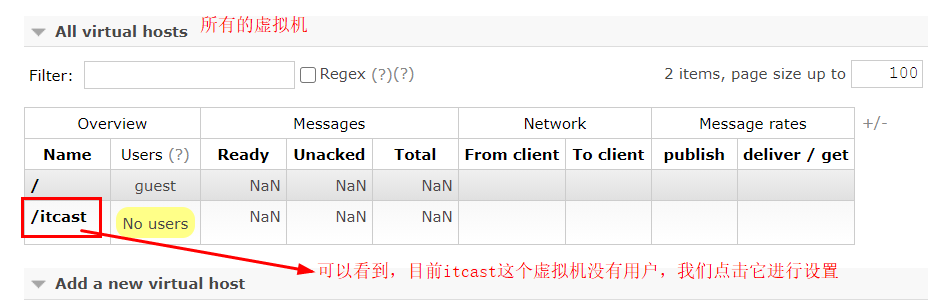 All virtual hosts 所有的虚拟机
Filter: Regex (?)(?) 2 items, page size up to 100
Overview Messages Network Message rates +/-
Name Users (?) Ready Unacked Total From client To client publish deliver / get
/ guest NaN NaN NaN
/itcast No users NaN NaN NaN
可以看到，目前itcast这个虚拟机没有用户，我们点击它进行设置
Add a new virtual host